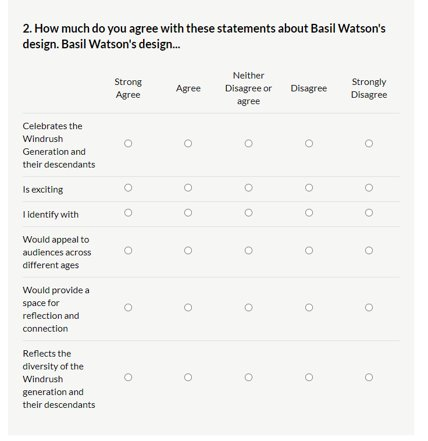 2. How much do you agree with these statements about Basil Watson's
design. Basil Watson's design...
Strong
Agree
Agree
Neither
Disagree or
agree
Disagree
Strongly
Disagree
Celebrates the
Windrush
Generation and
their descendants
Is exciting
I identify with
Would appeal to
audiences across
different ages
Would provide a
space for
reflection and
connection
Reflects the
diversity of the
Windrush
generation and
their descendants